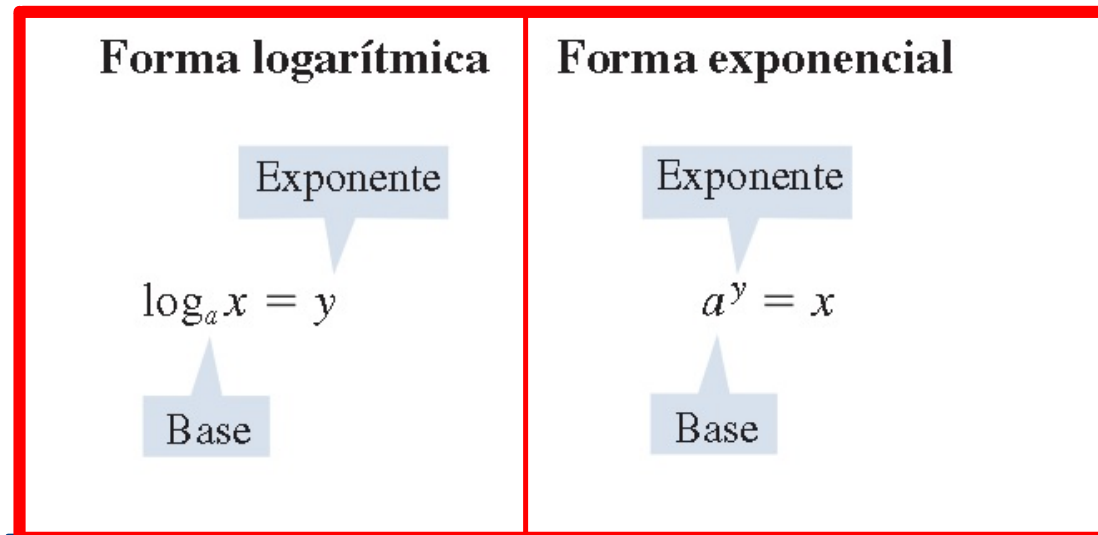 Forma logarítmica
Exponente
logₐ x = y
Base
Forma exponencial
Exponente
aʸ = x
Base